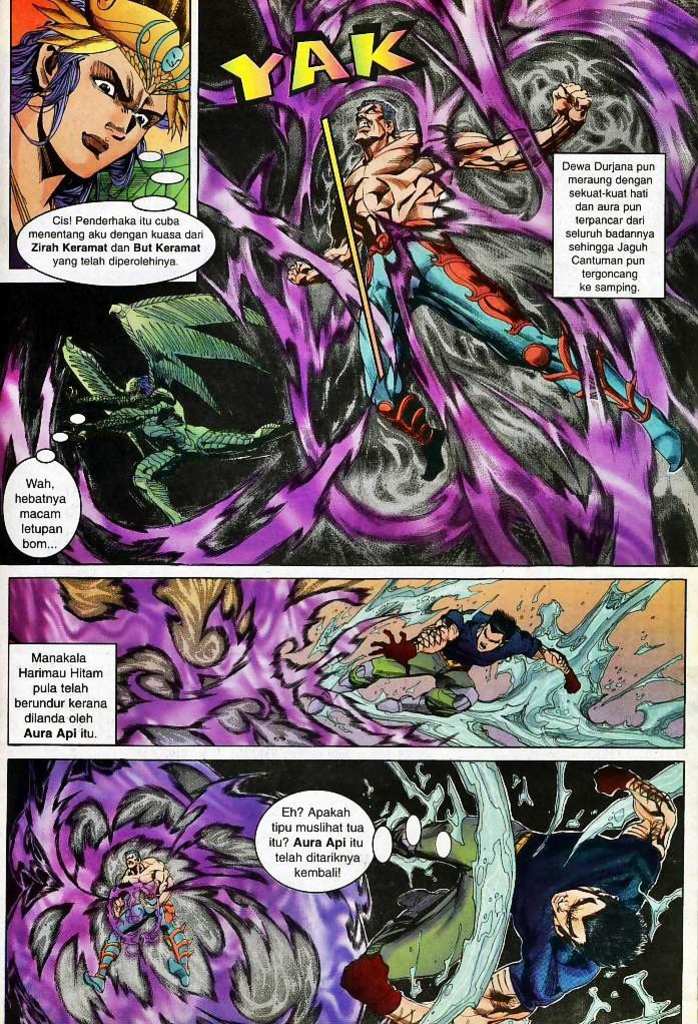 YAK
Cis! Penderhaka itu cuba
menentang aku dengan kuasa dari
Zirah Keramat dan But Keramat
yang telah diperolehinya.
Dewa Durjana pun
meraung dengan
sekuat-kuat hati
dan aura pun
terpancar dari
seluruh badannya
sehingga Jaguh
Cantuman pun
tergoncang
ke samping.
Wah,
hebatnya
macam
letupan
bom...
Manakala
Harimau Hitam
pula telah
berundur kerana
dilanda oleh
Aura Api itu.
Eh? Apakah
tipu muslihat tua
itu? Aura Api itu
telah ditariknya
kembali!